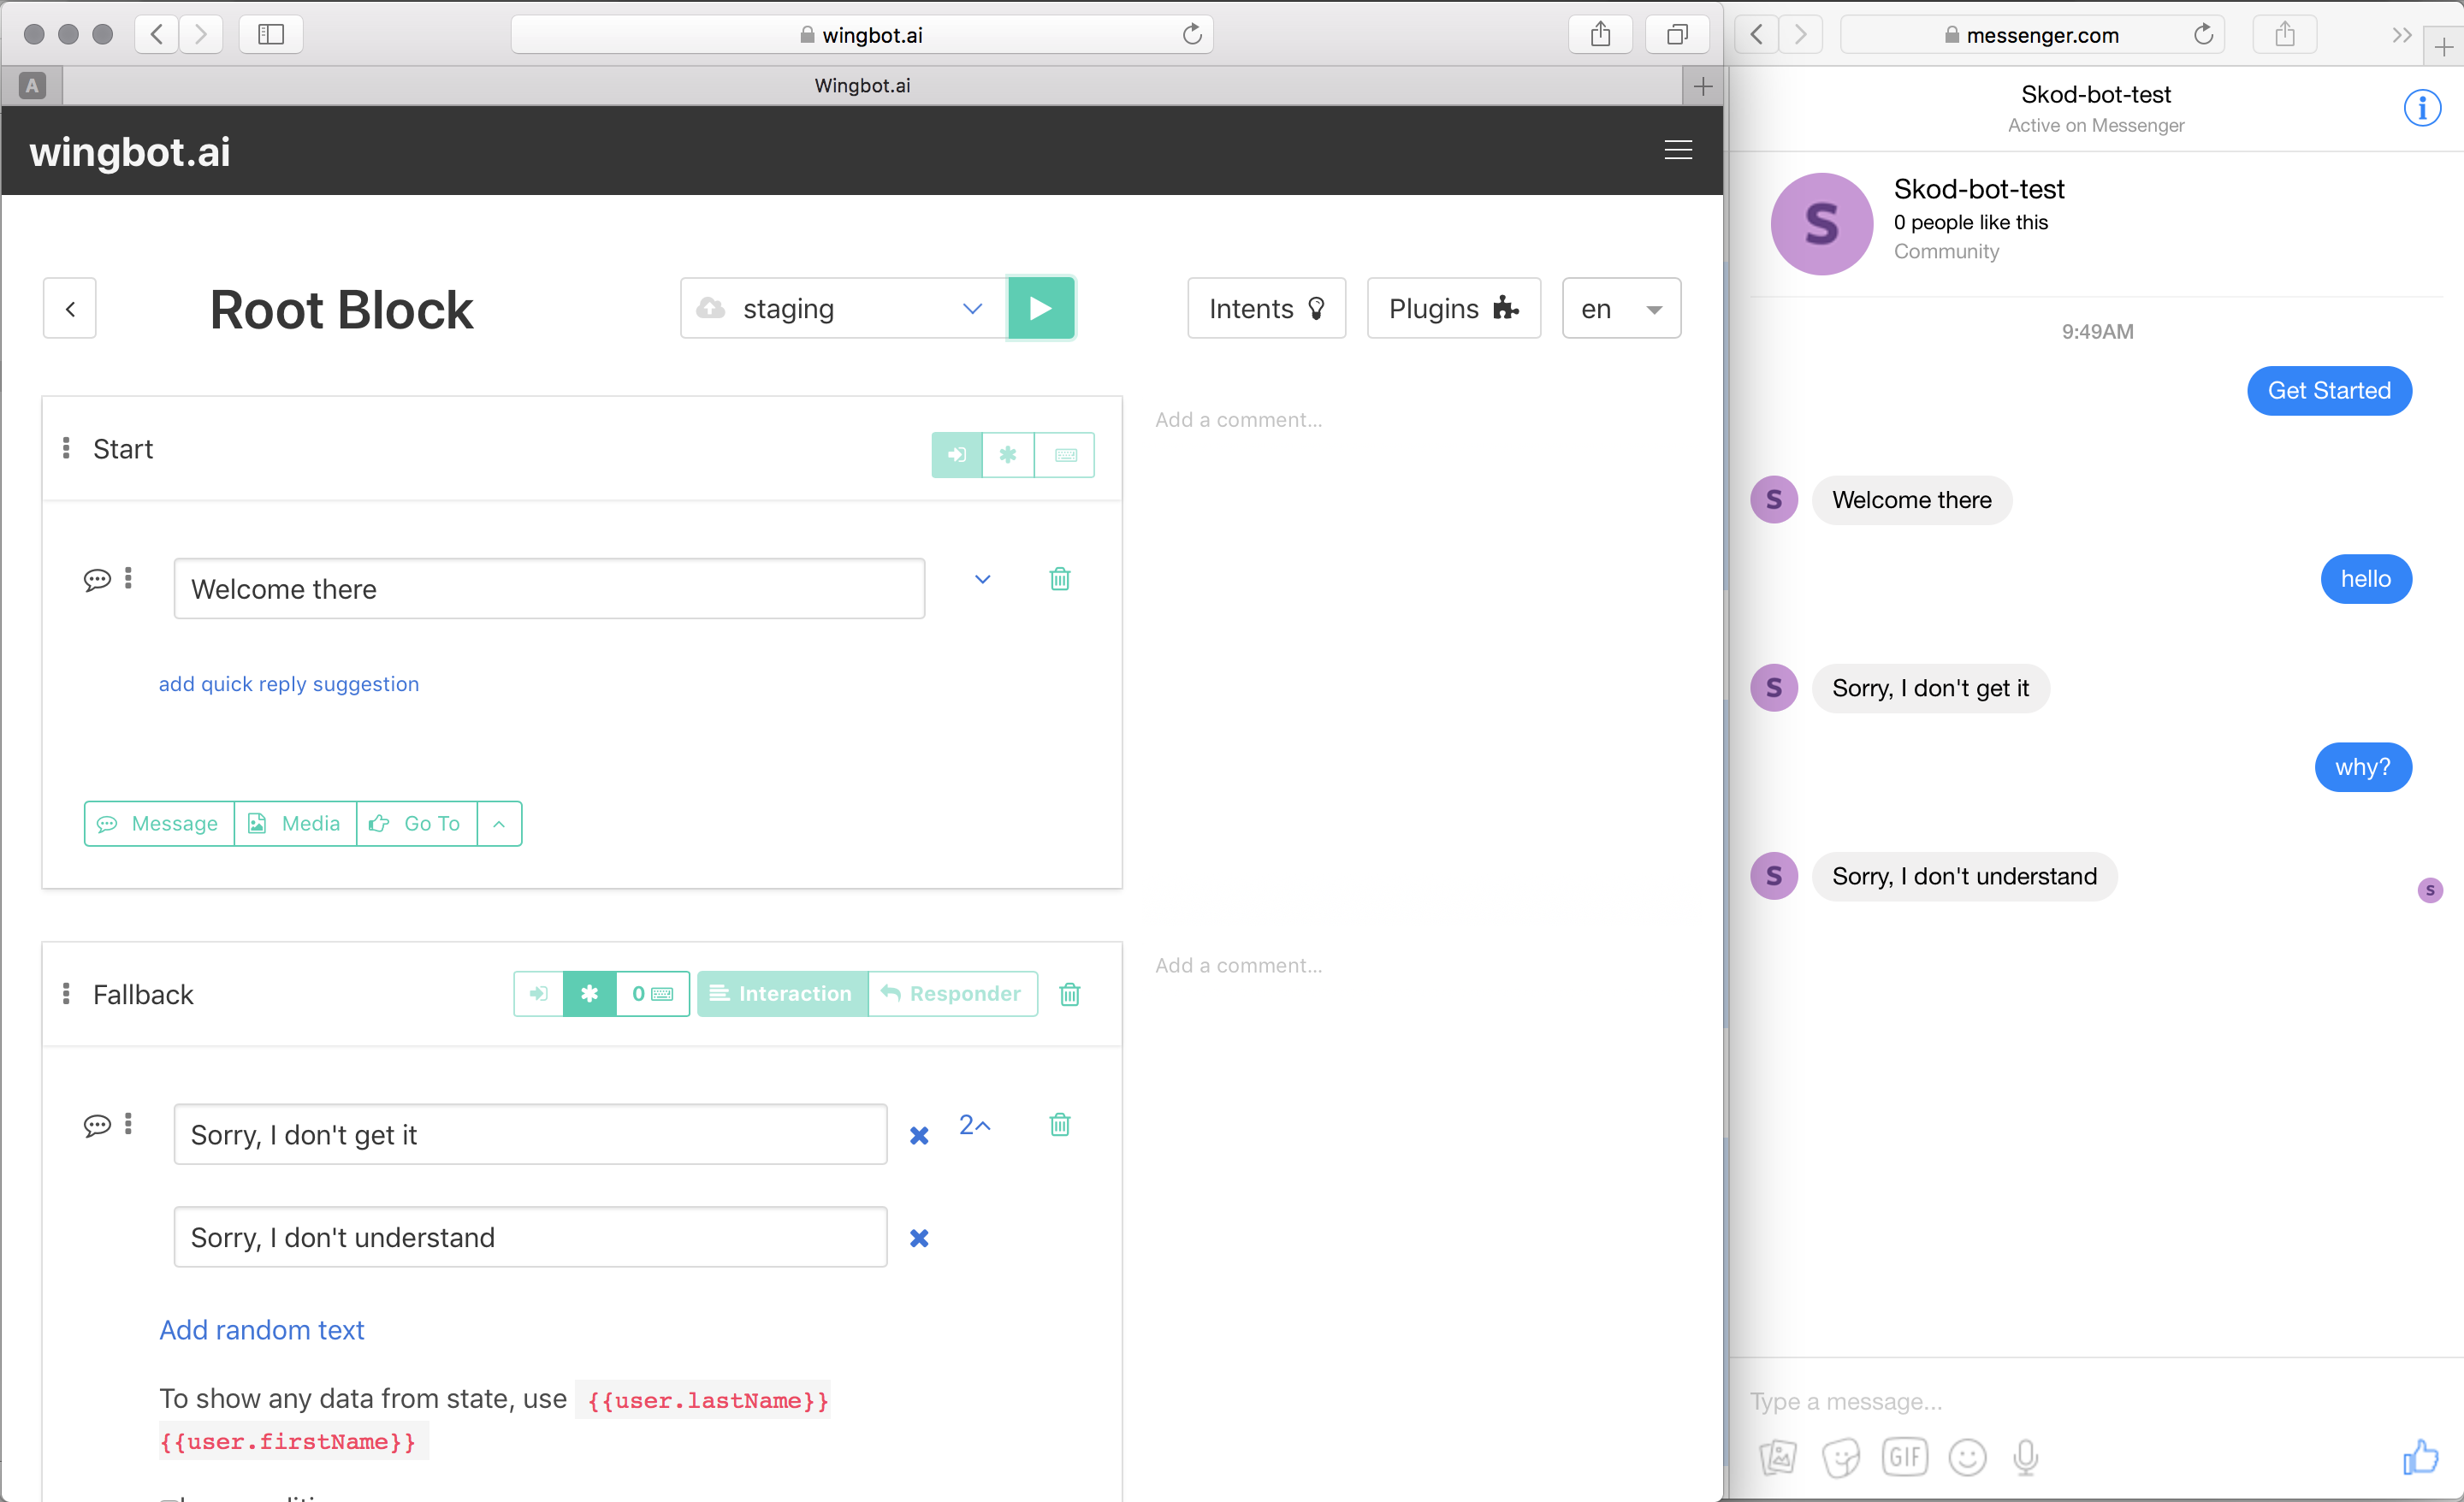 wingbot.ai
A
Wingbot.ai
wingbot.ai
Root Block
staging
Intents
Plugins
en
Start
Add a comment...
Welcome there
add quick reply suggestion
Message
Media
Go To
Fallback
0
Interaction
Responder
Add a comment...
Sorry, I don't get it
2
Sorry, I don't understand
Add random text
To show any data from state, use {{user.lastName}}
{{user.firstName}}
messenger.com
Skod-bot-test
Active on Messenger
i
S
Skod-bot-test
0 people like this
Community
9:49AM
Get Started
S
Welcome there
hello
S
Sorry, I don't get it
why?
S
Sorry, I don't understand
S
Type a message...
GIF